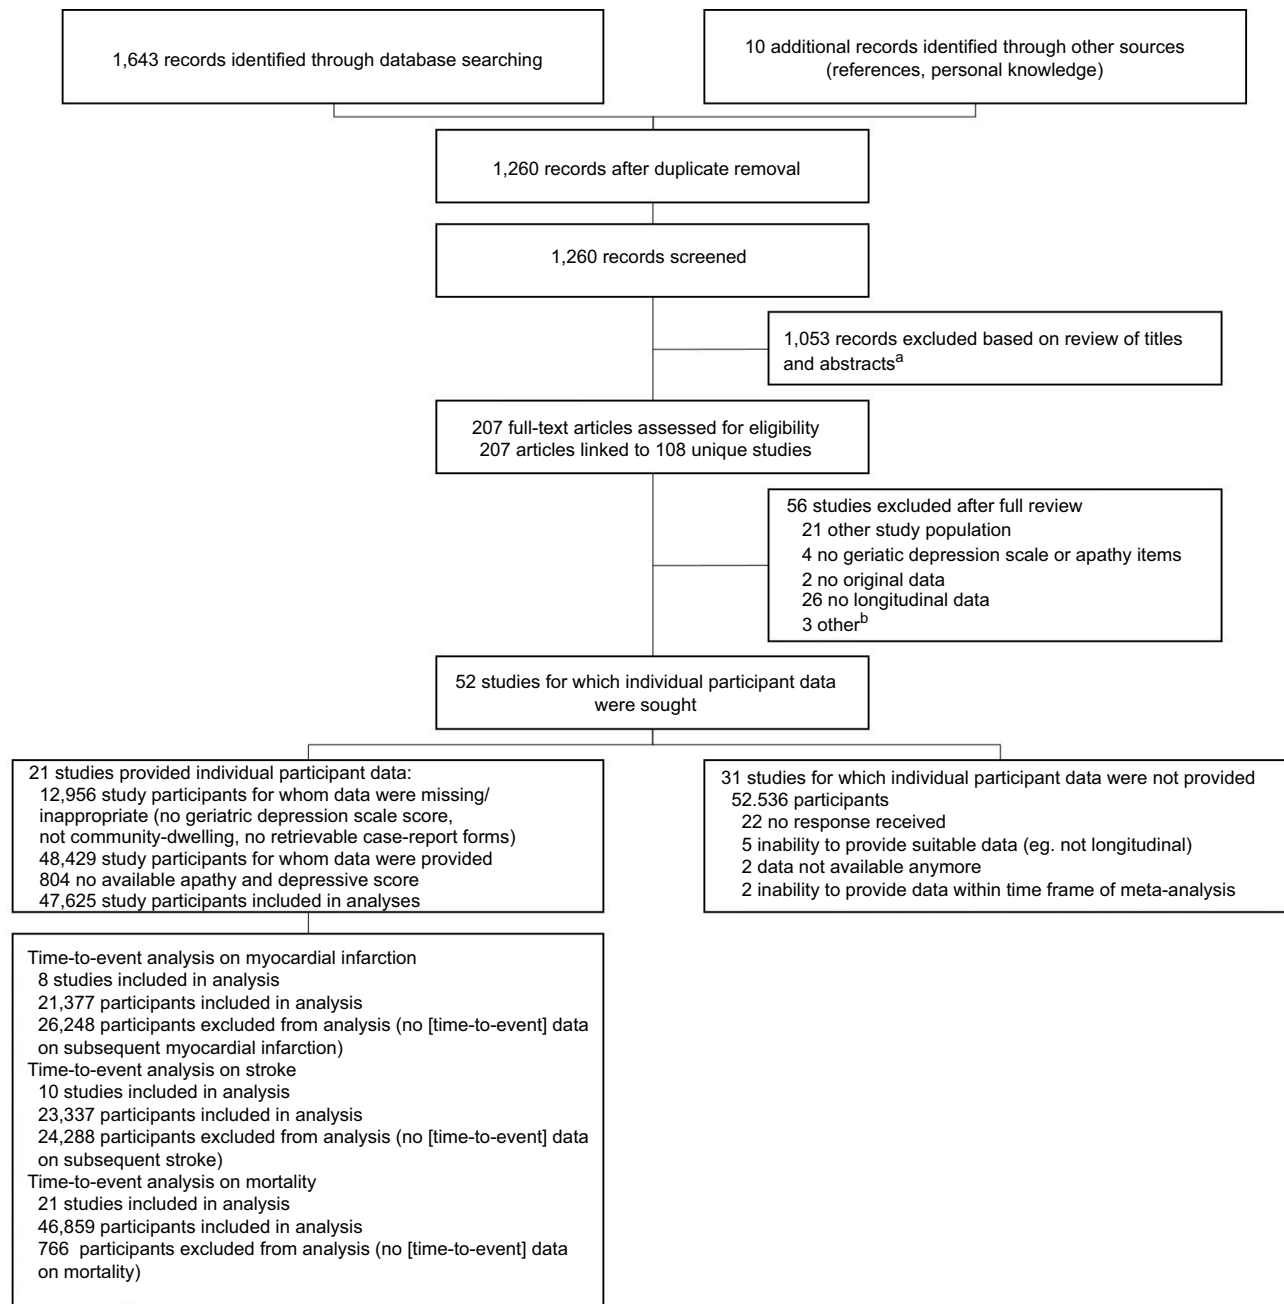 1,643 records identified through database searching
10 additional records identified through other sources
(references, personal knowledge)
1,260 records after duplicate removal
1,260 records screened
1,053 records excluded based on review of titles
and abstractsa
207 full-text articles assessed for eligibility
207 articles linked to 108 unique studies
56 studies excluded after full review
21 other study population
4 no geriatic depression scale or apathy items
2 no original data
26 no longitudinal data
3 otherb
52 studies for which individual participant data
were sought
21 studies provided individual participant data:
12,956 study participants for whom data were missing/
inappropriate (no geriatric depression scale score,
not community-dwelling, no retrievable case-report forms)
48,429 study participants for whom data were provided
804 no available apathy and depressive score
47,625 study participants included in analyses
31 studies for which individual participant data were not provided
52.536 participants
22 no response received
5 inability to provide suitable data (eg. not longitudinal)
2 data not available anymore
2 inability to provide data within time frame of meta-analysis
Time-to-event analysis on myocardial infarction
8 studies included in analysis
21,377 participants included in analysis
26,248 participants excluded from analysis (no [time-to-event] data
on subsequent myocardial infarction)
Time-to-event analysis on stroke
10 studies included in analysis
23,337 participants included in analysis
24,288 participants excluded from analysis (no [time-to-event] data
on subsequent stroke)
Time-to-event analysis on mortality
21 studies included in analysis
46,859 participants included in analysis
766 participants excluded from analysis (no [time-to-event] data
on mortality)